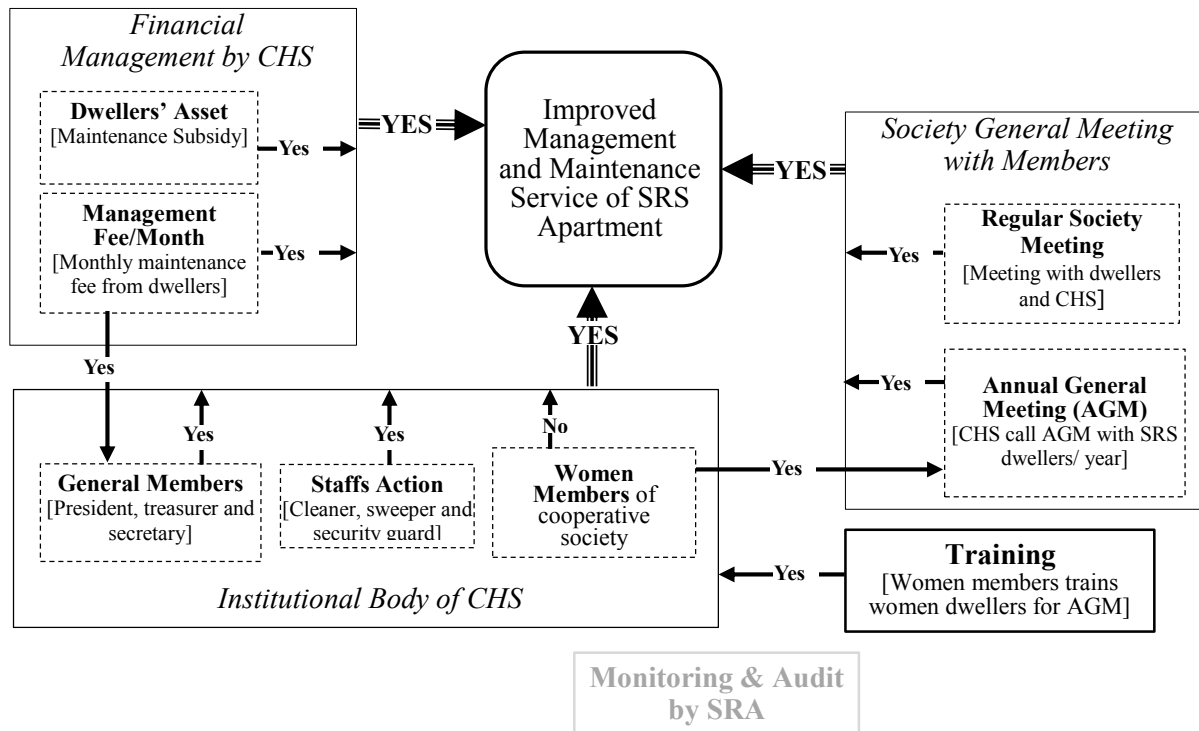 Financial
Management by CHS
Dwellers’ Asset
[Maintenance Subsidy]
Yes
Management
Fee/Month
[Monthly maintenance
fee from dwellers]
Yes
Yes
YES
Improved
Management
and Maintenance
Service of SRS
Apartment
YES
YES
Society General Meeting
with Members
Regular Society
Meeting
[Meeting with dwellers
and CHS]
Yes
Annual General
Meeting (AGM)
[CHS call AGM with SRS
dwellers/ year]
Yes
Yes
Yes
No
General Members
[President, treasurer and
secretary]
Staffs Action
[Cleaner, sweeper and
security guard]
Women
Members of
cooperative
society
Yes
Institutional Body of CHS
Yes
Training
[Women members trains
women dwellers for AGM]
Monitoring & Audit
by SRA